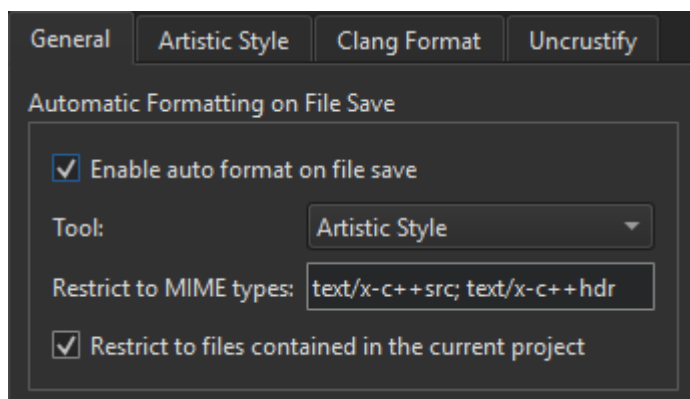 General Artistic Style Clang Format Uncrustify
Automatic Formatting on File Save
Enable auto format on file save
Tool: Artistic Style
Restrict to MIME types: text/x-c++src; text/x-c++hdr
Restrict to files contained in the current project